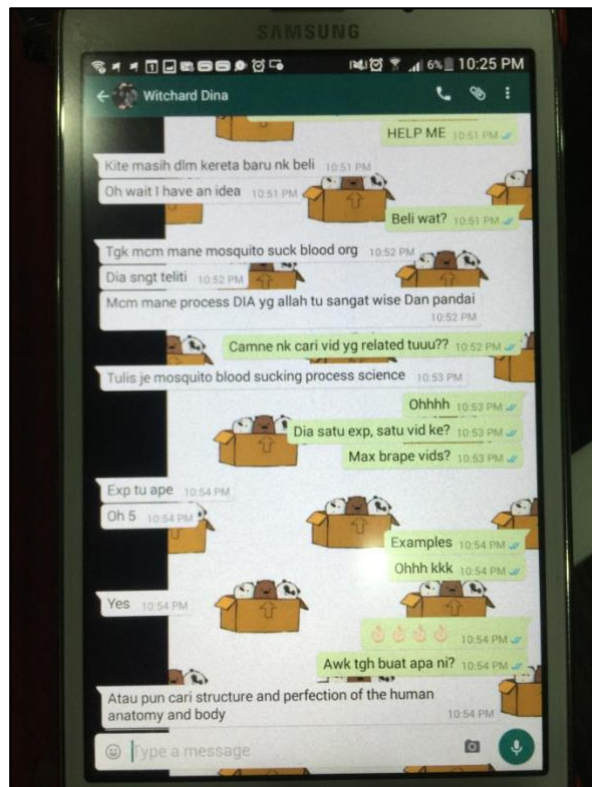 SAMSUNG
6% 10:25 PM
Witchard Dina
HELP ME 10:51 PM
Kite masih dlm kereta baru nk beli 10:51 PM
Oh wait I have an idea 10:51 PM
Beli wat? 10:51 PM
Tgk mcm mane mosquito suck blood org 10:52 PM
Dia sngt teliti 10:52 PM
Mcm mane process DIA yg allah tu sangat wise Dan pandai
10:52 PM
Camne nk cari vid yg related tuuu?? 10:52 PM
Tulis je mosquito blood sucking process science 10:53 PM
Ohhhh 10:53 PM
Dia satu exp, satu vid ke? 10:53 PM
Max brape vids? 10:53 PM
Exp tu ape 10:54 PM
Oh 5 10:54 PM
Examples 10:54 PM
Ohhh kkk 10:54 PM
Yes 10:54 PM
👌🏻👌🏻👌🏻👌🏻 10:54 PM
Awk tgh buat apa ni? 10:54 PM
Atau pun cari structure and perfection of the human
anatomy and body 10:54 PM
Type a message